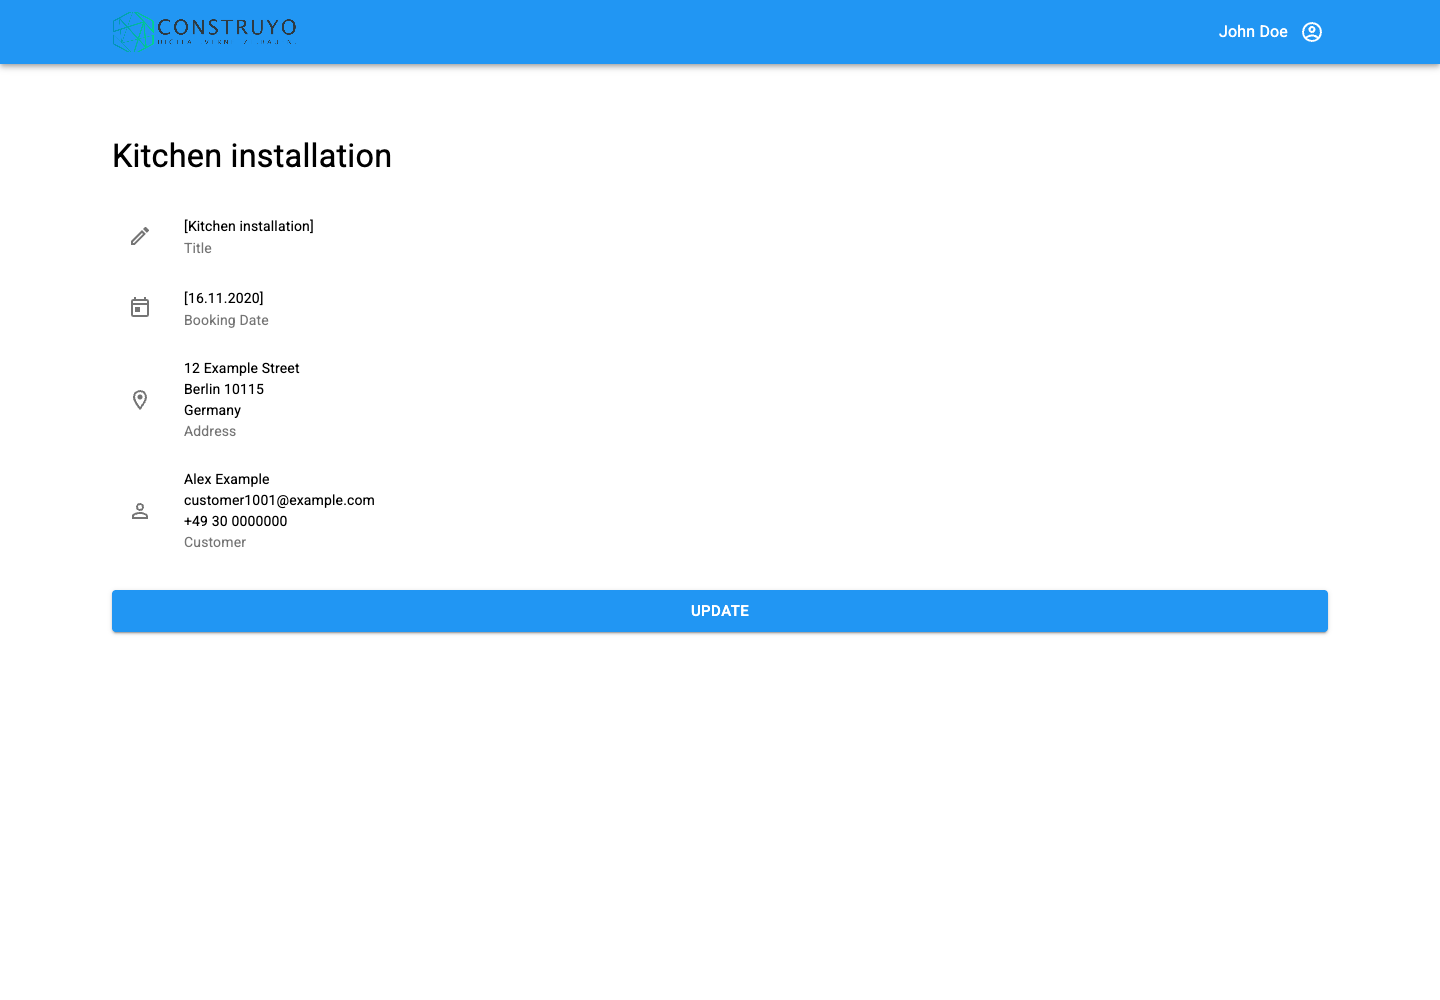 CONSTRUYO
John Doe
Kitchen installation
[Kitchen installation]
Title
[16.11.2020]
Booking Date
12 Example Street
Berlin 10115
Germany
Address
Alex Example
customer1001@example.com
+49 30 0000000
Customer
UPDATE